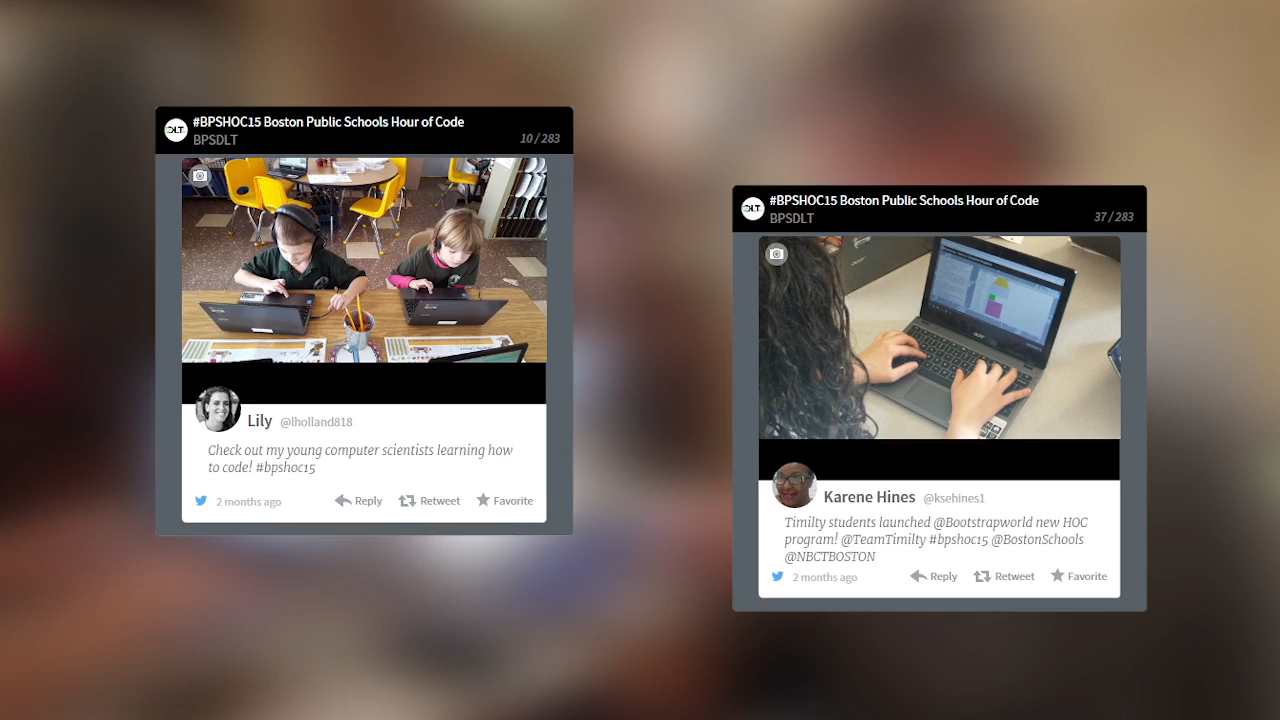 #BPSHOC15 Boston Public Schools Hour of Code
DLT
BPSDLT
10 / 283
Lily @lholland818
Check out my young computer scientists learning how
to code! #bpshoc15
2 months ago Reply Retweet Favorite
#BPSHOC15 Boston Public Schools Hour of Code
DLT
BPSDLT
37 / 283
acer
Karene Hines @ksehines1
Timilty students launched @Bootstrapworld new HOC
program! @TeamTimilty #bpshoc15 @BostonSchools
@NBCTBOSTON
2 months ago Reply Retweet Favorite